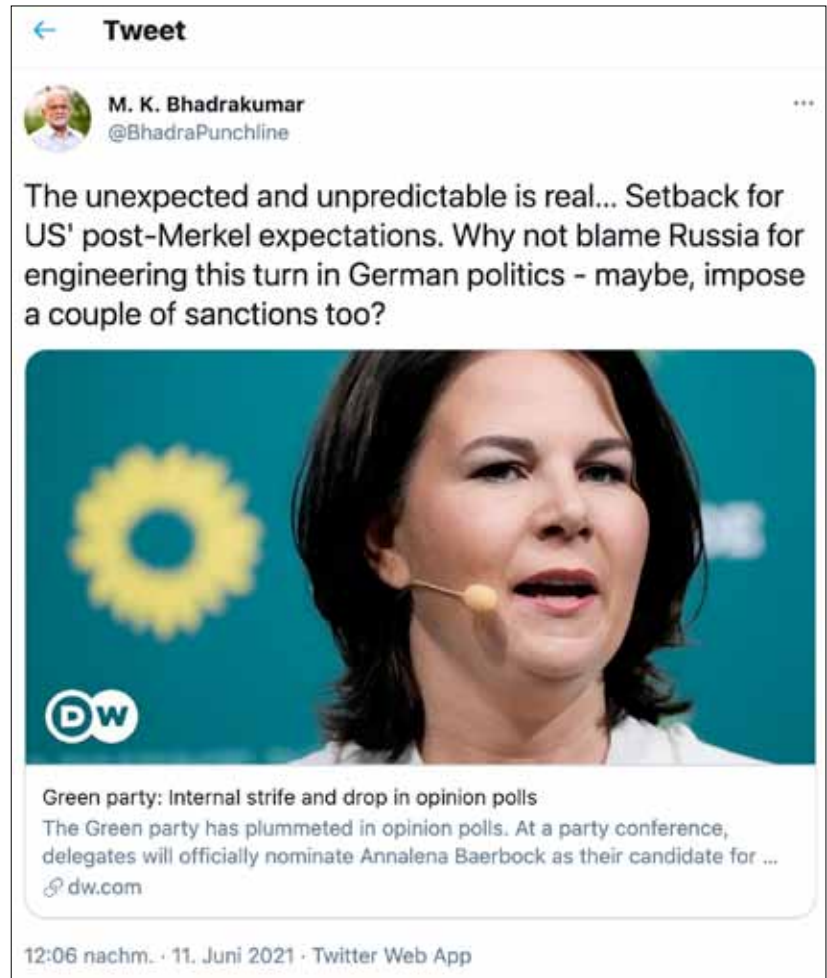 Tweet
M. K. Bhadrakumar
@BhadraPunchline
The unexpected and unpredictable is real... Setback for
US' post-Merkel expectations. Why not blame Russia for
engineering this turn in German politics - maybe, impose
a couple of sanctions too?
DW
Green party: Internal strife and drop in opinion polls
The Green party has plummeted in opinion polls. At a party conference,
delegates will officially nominate Annalena Baerbock as their candidate for ...
dw.com
12:06 nachm. · 11. Juni 2021 · Twitter Web App